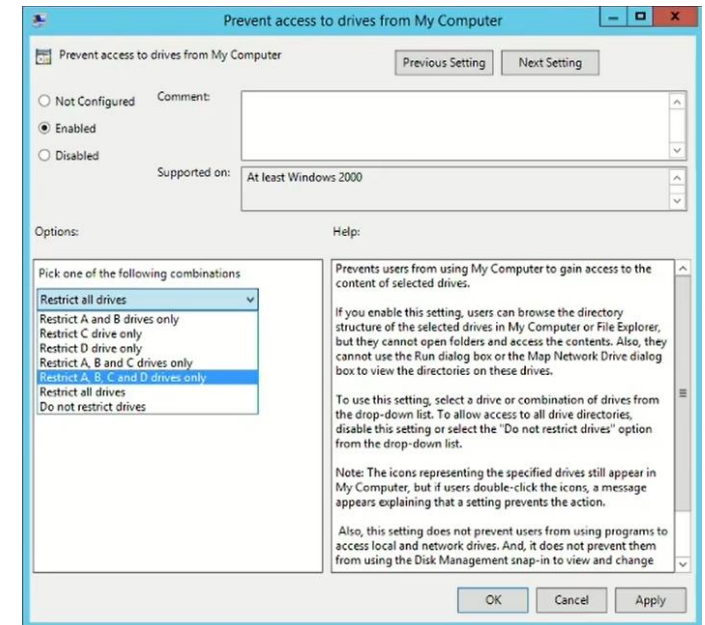 Prevent access to drives from My Computer
Prevent access to drives from My Computer
Previous Setting
Next Setting
Not Configured
Comment:
Enabled
Disabled
Supported on:
At least Windows 2000
Options:
Help:
Pick one of the following combinations
Restrict all drives
Restrict A and B drives only
Restrict C drive only
Restrict D drive only
Restrict A, B and C drives only
Restrict A, B, C and D drives only
Restrict all drives
Do not restrict drives
Prevents users from using My Computer to gain access to the
content of selected drives.
If you enable this setting, users can browse the directory
structure of the selected drives in My Computer or File Explorer,
but they cannot open folders and access the contents. Also, they
cannot use the Run dialog box or the Map Network Drive dialog
box to view the directories on these drives.
To use this setting, select a drive or combination of drives from
the drop-down list. To allow access to all drive directories,
disable this setting or select the "Do not restrict drives" option
from the drop-down list.
Note: The icons representing the specified drives still appear in
My Computer, but if users double-click the icons, a message
appears explaining that a setting prevents the action.
Also, this setting does not prevent users from using programs to
access local and network drives. And, it does not prevent them
from using the Disk Management snap-in to view and change
OK
Cancel
Apply